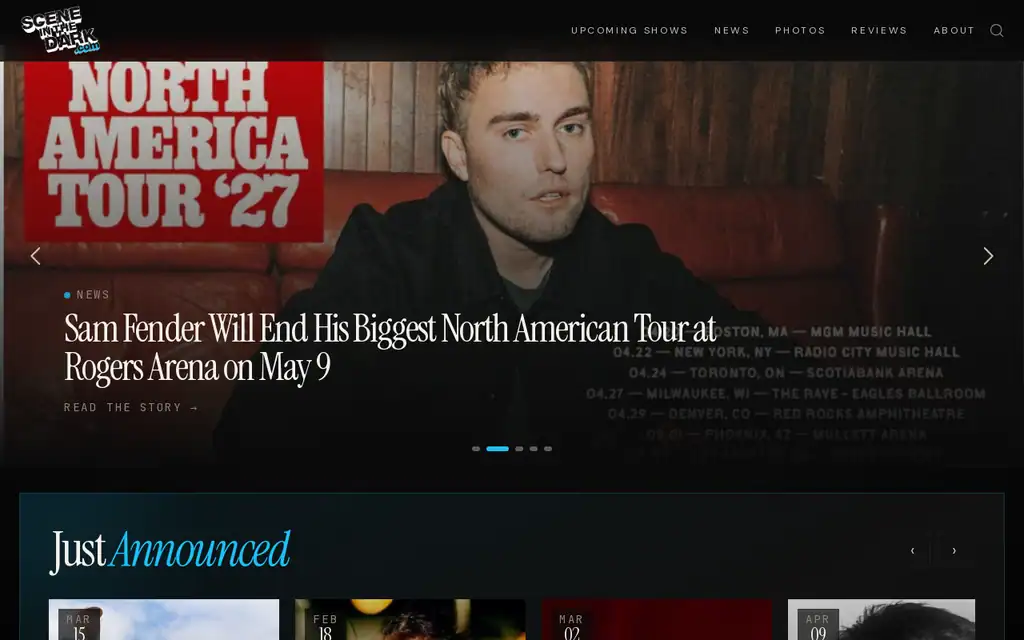 SCENE
IN THE
DARK
.com
UPCOMING SHOWS
NEWS
PHOTOS
REVIEWS
ABOUT
NORTH
AMERICA
TOUR ‘27
NEWS
Sam Fender Will End His Biggest North American Tour at
Rogers Arena on May 9
READ THE STORY →
OSTON, MA — MGM MUSIC HALL
04.22 — NEW YORK, NY — RADIO CITY MUSIC HALL
04.24 — TORONTO, ON — SCOTIABANK ARENA
04.27 — MILWAUKEE, WI — THE RAVE - EAGLES BALLROOM
04.29 — DENVER, CO — RED ROCKS AMPHITHEATRE
PHOENIX, AZ — MULLETT ARENA
Just Announced
‹ ›
MAR
15
FEB
18
MAR
02
APR
09